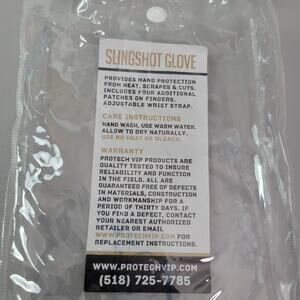 SLINGSHOT GLOVE
PROVIDES HAND PROTECTION
FROM HEAT, SCRAPES & CUTS.
INCLUDES FOUR ADDITIONAL
PATCHES ON FINGERS.
ADJUSTABLE WRIST STRAP.
CARE INSTRUCTIONS
HAND WASH, USE WARM WATER.
ALLOW TO DRY NATURALLY.
USE NO HEAT OR BLEACH.
WARRANTY
PROTECH VIP PRODUCTS ARE
QUALITY TESTED TO INSURE
RELIABILITY AND FUNCTION
IN THE FIELD. ALL ARE
GUARANTEED FREE OF DEFECTS
IN MATERIALS, CONSTRUCTION
AND WORKMANSHIP FOR A
PERIOD OF THIRTY DAYS. IF
YOU FIND A DEFECT, CONTACT
YOUR NEAREST AUTHORIZED
RETAILER OR EMAIL
WWW.PROTECHVIP.COM FOR
REPLACEMENT INSTRUCTIONS.
WWW.PROTECHVIP.COM
(518) 725-7785